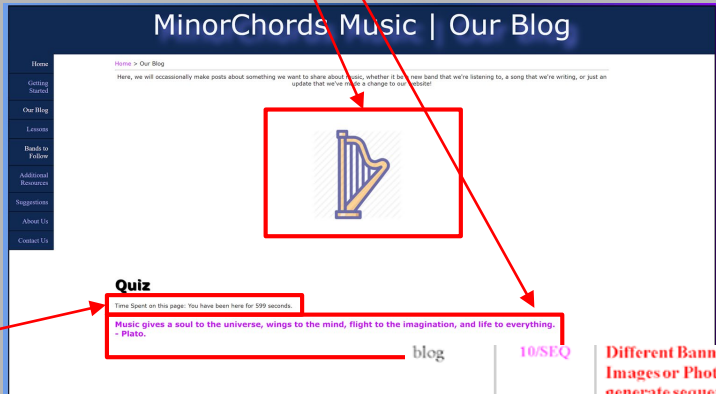 MinorChords Music | Our Blog
Home
Getting
Started
Our Blog
Lessons
Bands to
Follow
Additional
Resources
Suggestions
About Us
Contact Us
Home > Our Blog
Here, we will occassionally make posts about something we want to share about music, whether it be a new band that we're listening to, a song that we're writing, or just an
update that we've made a change to our website!
Quiz
Time Spent on this page: You have been here for 599 seconds.
Music gives a soul to the universe, wings to the mind, flight to the imagination, and life to everything.
- Plato.
blog
10/SEQ
Different
Images or
generate